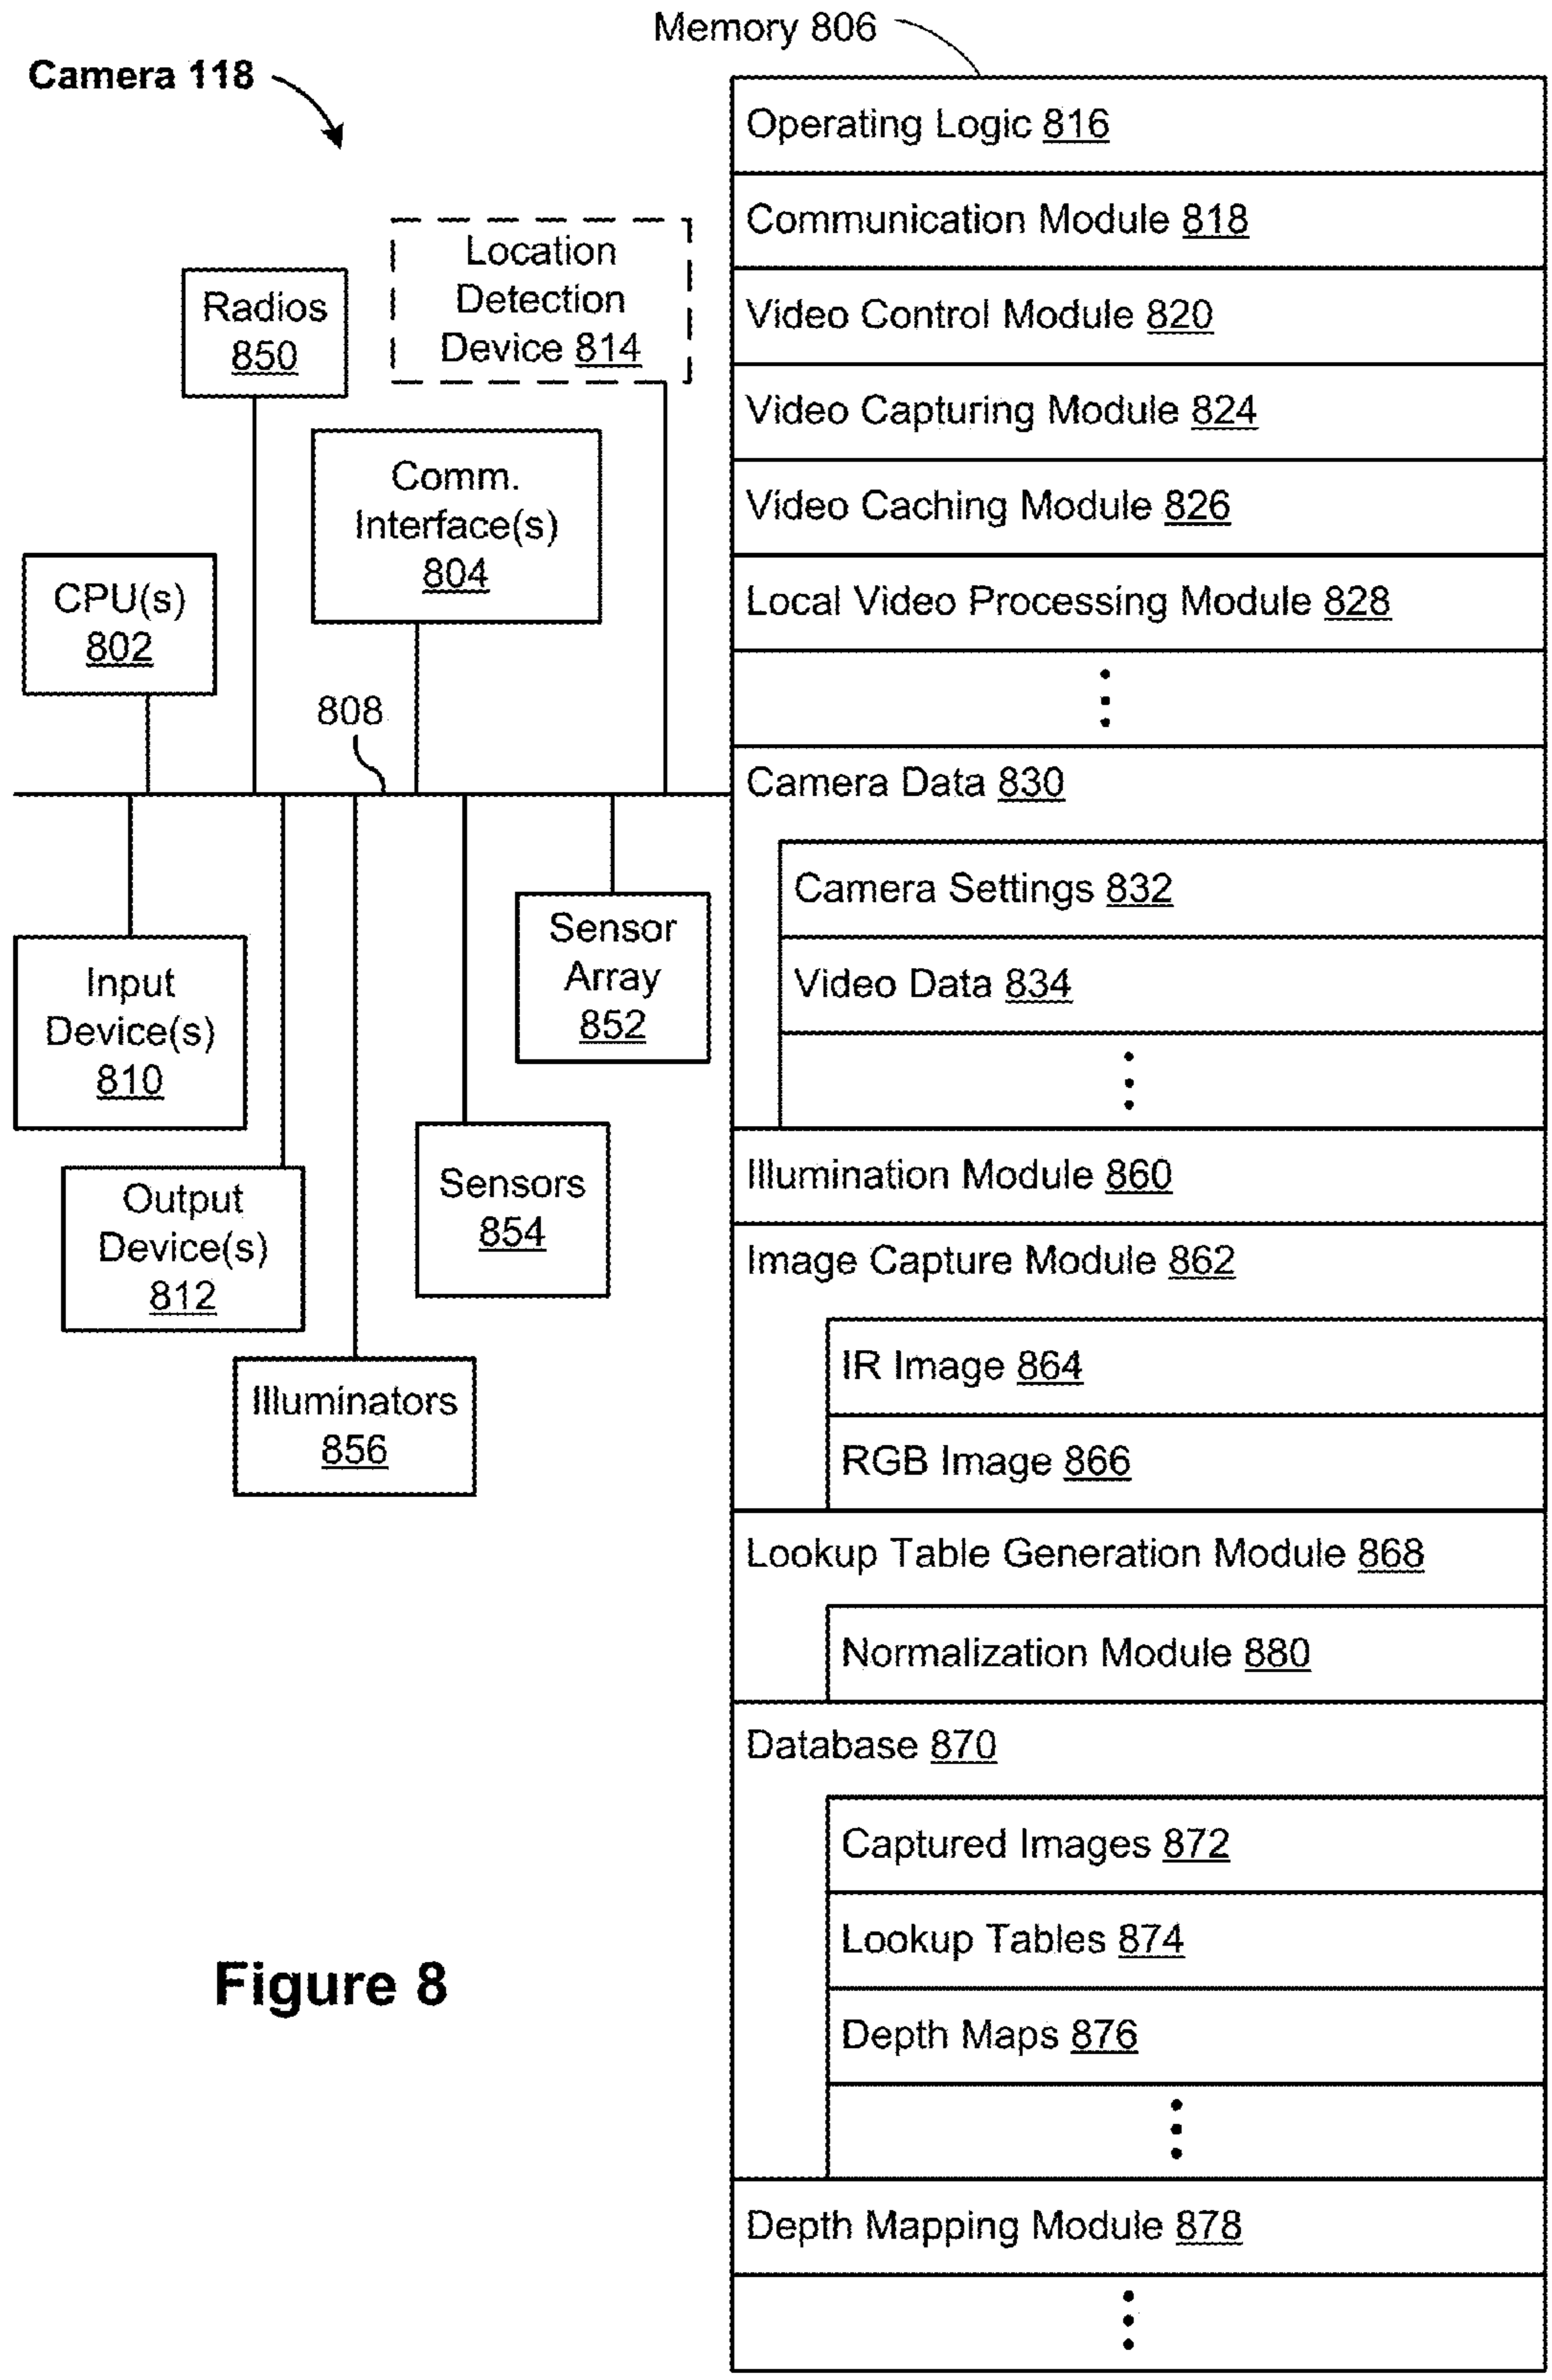 Memory 806
Camera 118
Location
Detection
Device 814
Radios
850
Comm.
Interface(s)
804
CPU(s)
802
808
Input
Device(s)
810
Output
Device(s)
812
Illuminators
856
Sensors
854
Sensor
Array
852
Operating Logic 816
Communication Module 818
Video Control Module 820
Video Capturing Module 824
Video Caching Module 826
Local Video Processing Module 828
Camera Data 830
Camera Settings 832
Video Data 834
Illumination Module 860
Image Capture Module 862
IR Image 864
RGB Image 866
Lookup Table Generation Module 868
Normalization Module 880
Database 870
Captured Images 872
Lookup Tables 874
Depth Maps 876
Depth Mapping Module 878
Figure 8